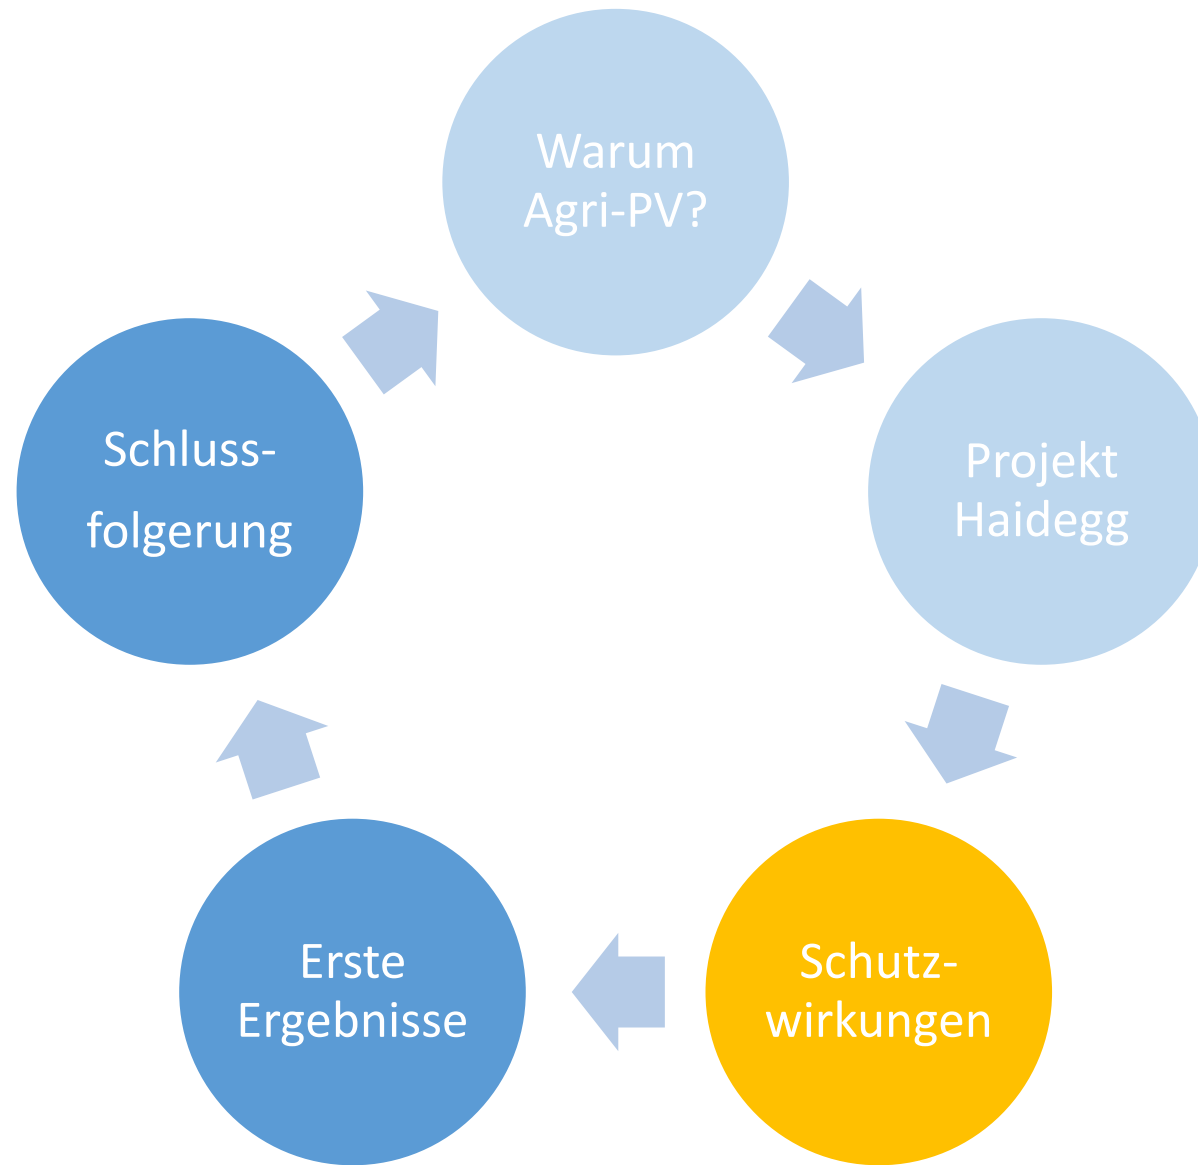 Warum
Agri-PV?
Projekt
Haidegg
Schutz-
wirkungen
Erste
Ergebnisse
Schluss-
folgerung